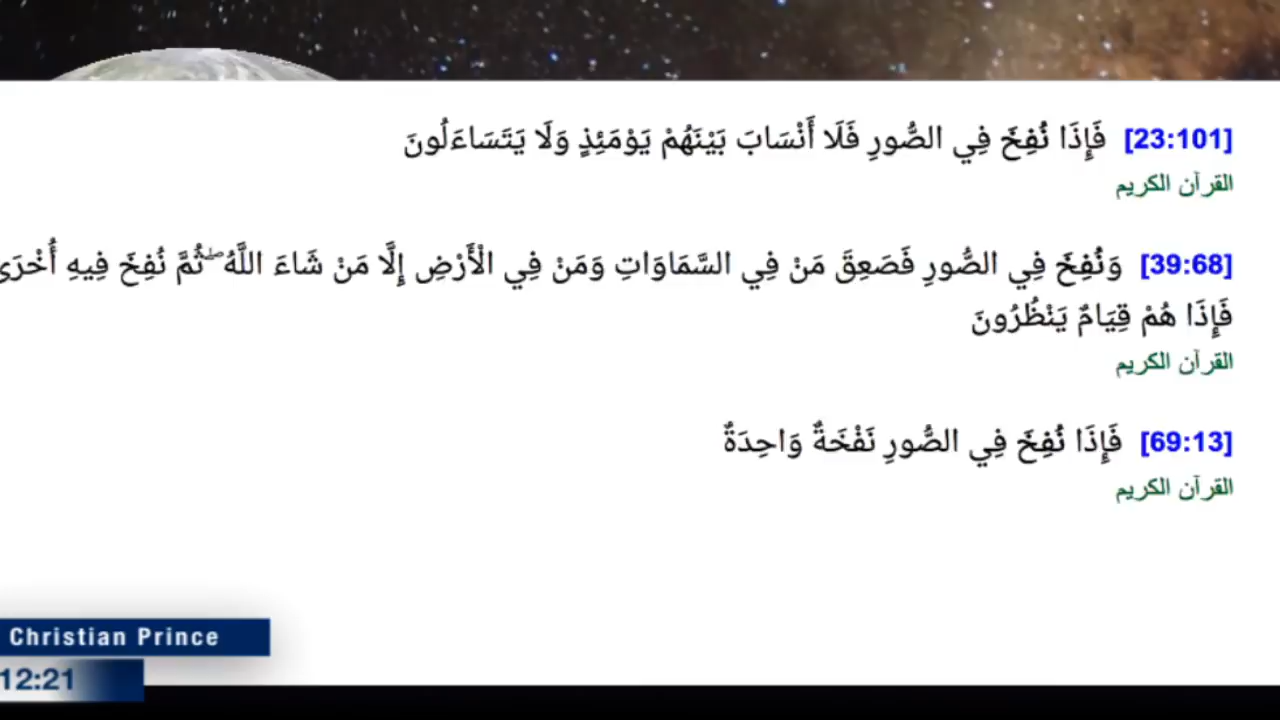 [23:101] فَإِذَا نُفِخَ فِي الصُّورِ فَلَا أَنْسَابَ بَيْنَهُمْ يَوْمَئِذٍ وَلَا يَتَسَاءَلُونَ
القرآن الكريم
[39:68] وَنُفِخَ فِي الصُّورِ فَصَعِقَ مَنْ فِي السَّمَاوَاتِ وَمَنْ فِي الْأَرْضِ إِلَّا مَنْ شَاءَ اللَّهُ ۖ ثُمَّ نُفِخَ فِيهِ أُخْرَى
فَإِذَا هُمْ قِيَامٌ يَنْظُرُونَ
القرآن الكريم
[69:13] فَإِذَا نُفِخَ فِي الصُّورِ نَفْخَةٌ وَاحِدَةٌ
القرآن الكريم
Christian Prince
12:21